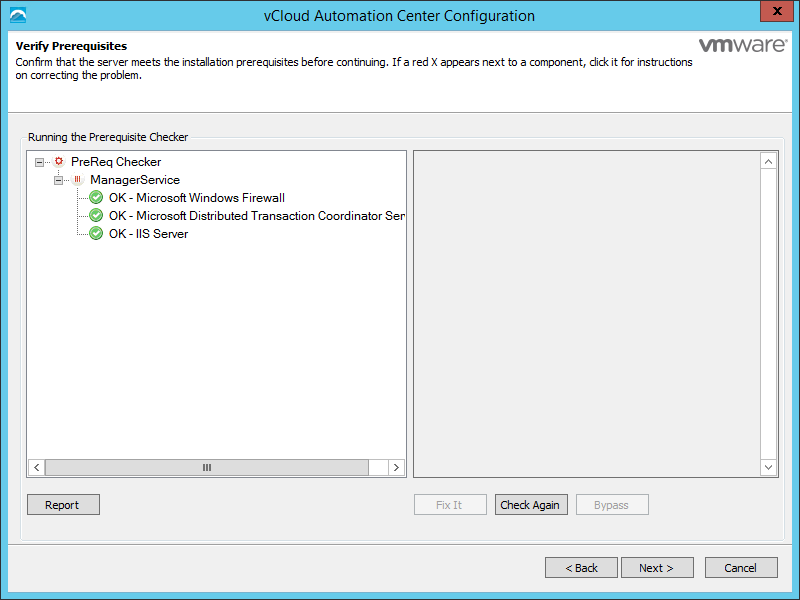 vCloud Automation Center Configuration
Verify Prerequisites
vmware®
Confirm that the server meets the installation prerequisites before continuing. If a red X appears next to a component, click it for instructions
on correcting the problem.
Running the Prerequisite Checker
PreReq Checker
ManagerService
OK - Microsoft Windows Firewall
OK - Microsoft Distributed Transaction Coordinator Ser
OK - IIS Server
Report
Fix It
Check Again
Bypass
< Back
Next >
Cancel